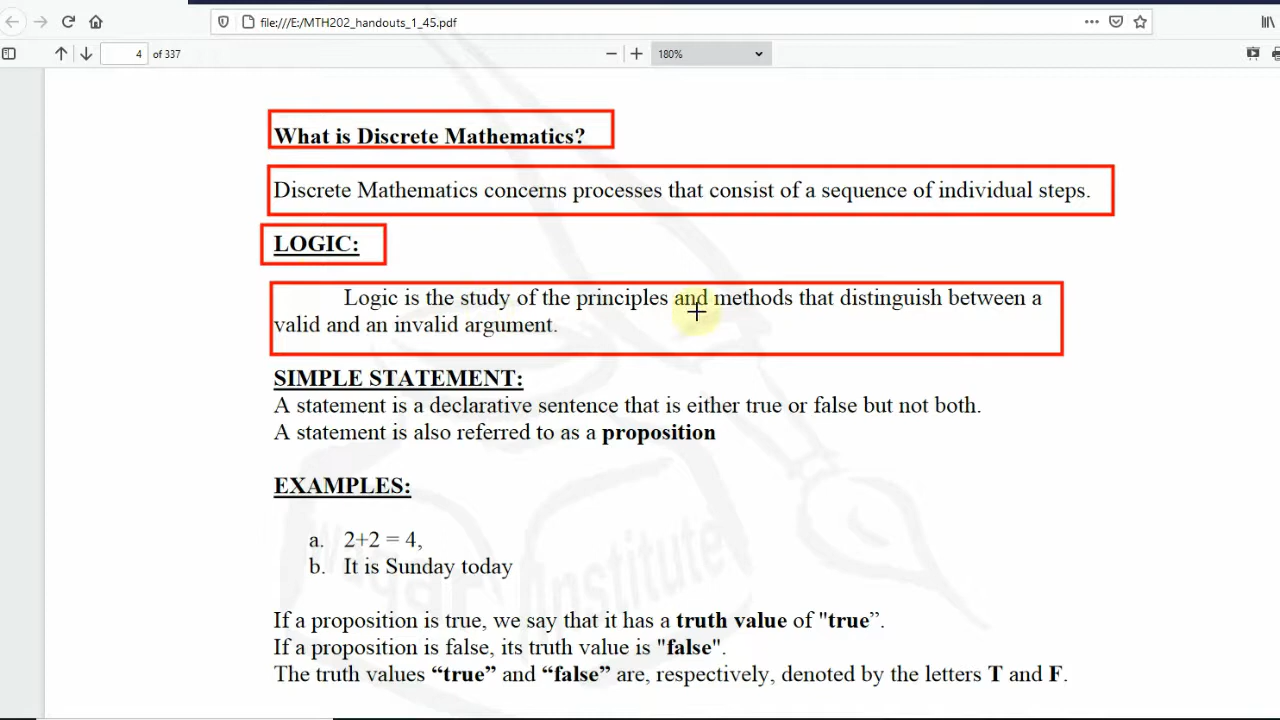 file:///E:/MTH202_handouts_1_45.pdf
4 of 337
180%
What is Discrete Mathematics?
Discrete Mathematics concerns processes that consist of a sequence of individual steps.
LOGIC:
Logic is the study of the principles and methods that distinguish between a
valid and an invalid argument.
SIMPLE STATEMENT:
A statement is a declarative sentence that is either true or false but not both.
A statement is also referred to as a proposition
EXAMPLES:
a. 2+2 = 4,
b. It is Sunday today
Waqar Institute
If a proposition is true, we say that it has a truth value of "true”.
If a proposition is false, its truth value is "false".
The truth values “true” and “false” are, respectively, denoted by the letters T and F.